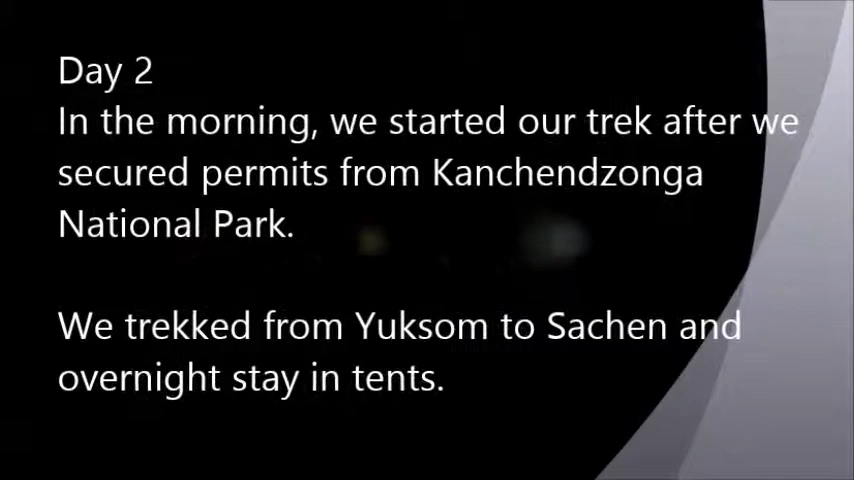 Day 2
In the morning, we started our trek after we
secured permits from Kanchendzonga
National Park.
We trekked from Yuksom to Sachen and
overnight stay in tents.